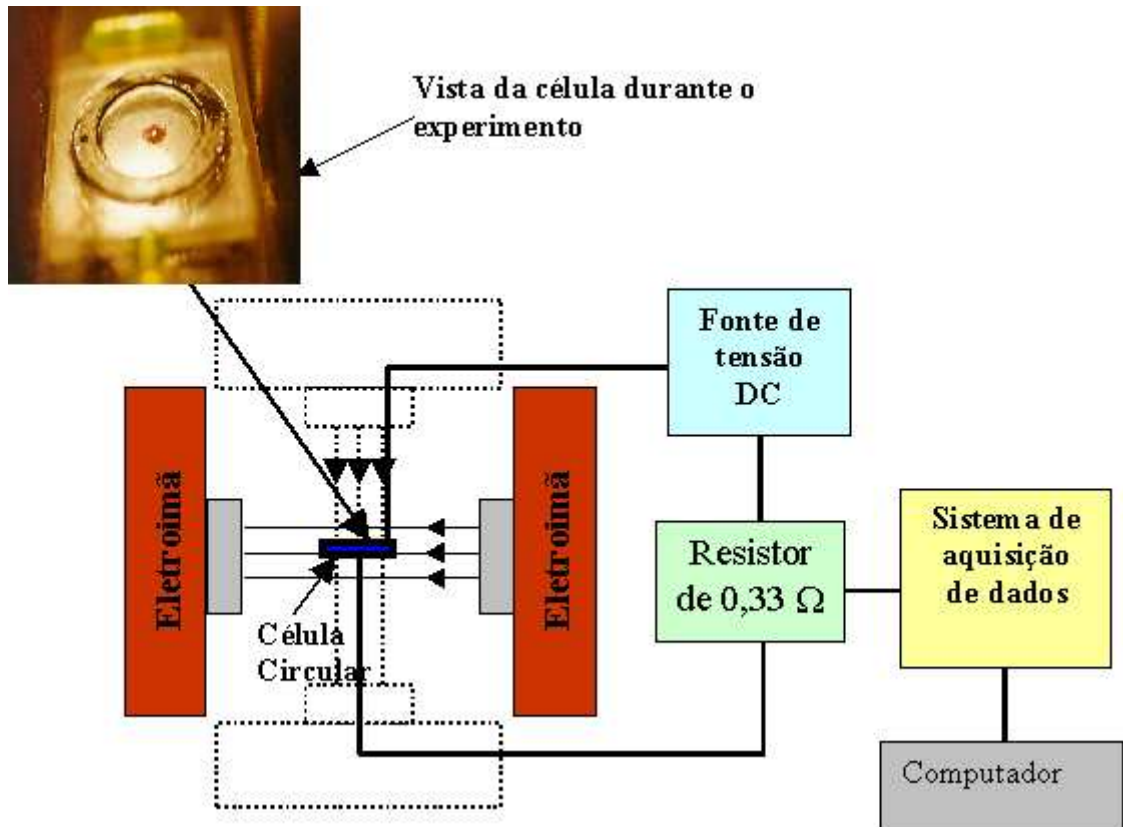 Vista da célula durante o
experimento
Fonte de
tensão
DC
Eletroimã
Eletroimã
Resistor
de 0,33 Ω
Sistema de
aquisição
de dados
Célula
Circular
Computador